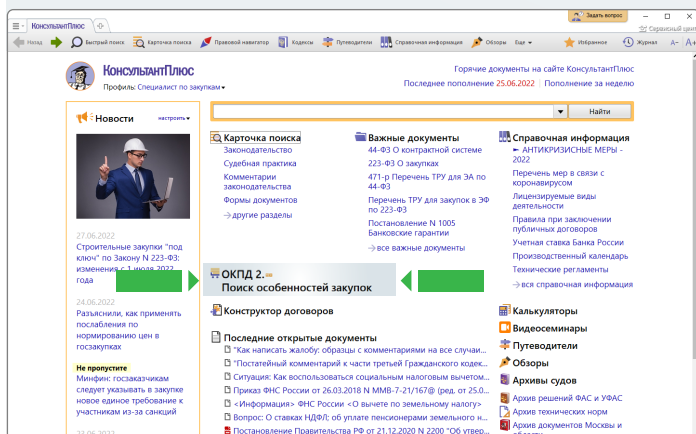 Задать вопрос
КонсультантПлюс
Сервисный цент
Назад
Быстрый поиск
Карточка поиска
Правовой навигатор
Кодексы
Путеводители
Справочная информация
Обзоры
Еще
Избранное
Журнал
A-
A+
КонсультантПлюс
Профиль: Специалист по закупкам
Горячие документы на сайте КонсультантПлюс
Последнее пополнение 25.06.2022 | Пополнение за неделю
Найти
Новости
настроить
27.06.2022
Строительные закупки "под
ключ" по Закону N 223-ФЗ:
изменения с 1 июля 2022
года
24.06.2022
Разъяснили, как применять
послабления по
нормированию цен в
госзакупках
Не пропустите
Минфин: госзаказчикам
следует указывать в закупке
новое единое требование к
участникам из-за санкций
23.06.2022
Карточка поиска
Законодательство
Судебная практика
Комментарии
законодательства
Формы документов
→другие разделы
Важные документы
44-ФЗ О контрактной системе
223-ФЗ О закупках
471-р Перечень ТРУ для ЭА по
44-ФЗ
Перечень ТРУ для закупок в ЭФ
по 223-ФЗ
Постановление N 1005
Банковские гарантии
→все важные документы
Справочная информация
► АНТИКРИЗИСНЫЕ МЕРЫ -
2022
Перечень мер в связи с
коронавирусом
Лицензируемые виды
деятельности
Правила при заключении
публичных договоров
Учетная ставка Банка России
Производственный календарь
Технические регламенты
→вся справочная информация
ОКПД 2.
Поиск особенностей закупок
Конструктор договоров
Последние открытые документы
"Как написать жалобу: образцы с комментариями на все случаи...
"Постатейный комментарий к части третьей Гражданского кодек...
Ситуация: Как воспользоваться социальным налоговым вычетом...
Приказ ФНС России от 26.03.2018 N ММВ-7-21/167@ (ред. от 25.0...
<Информация> ФНС России <О вычете по земельному налогу>
Вопрос: О ставках НДФЛ; об уплате пенсионерами земельного н...
Постановление Правительства РФ от 21.12.2020 N 2200 "Об утвер...
Калькуляторы
Видеосеминары
Путеводители
Обзоры
Архивы судов
Архив решений ФАС и УФАС
Архив технических норм
Архив документов Москвы и
области